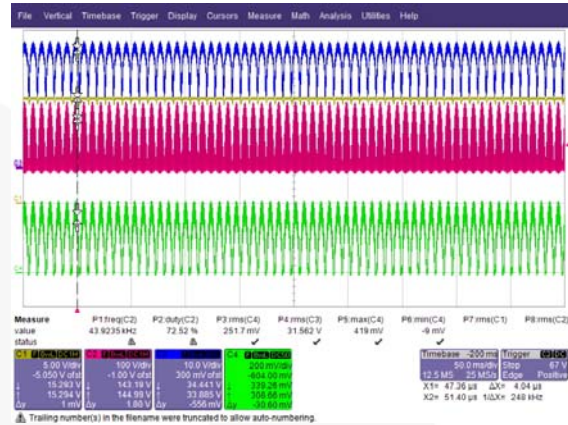 File Vertical Timebase Trigger Display Cursors Measure Math Analysis Utilities Help
Measure P1:freq(C2) P2:duty(C2) P3:rms(C4) P4:rms(C3) P5:max(C4) P6:min(C4) P7:rms(C1) P8:rms(C2)
value 43.9235 kHz 72.52 % 251.7 mV 31.562 V 419 mV -9 mV
status
C1 C2 C4 Timebase -200 ms Trigger
5.00 V/div 100 V/div 10.0 V/div 200 mV/div 50.0 ms/div Stop 67 V
-5.050 V ofst -1.00 V ofst 300 mV ofst -604.00 mV 12.5 MS 25 MS/s Edge Positive
15.293 V 143.19 V 34.441 V 339.26 mV X1= 47.36 µs ΔX= 4.04 µs
15.294 V 144.99 V 33.885 V 308.66 mV X2= 51.40 µs 1/ΔX= 248 kHz
Δy 1 mV Δy 1.80 V Δy -556 mV Δy -30.60 mV
Trailing number(s) in the filename were truncated to allow auto-numbering.